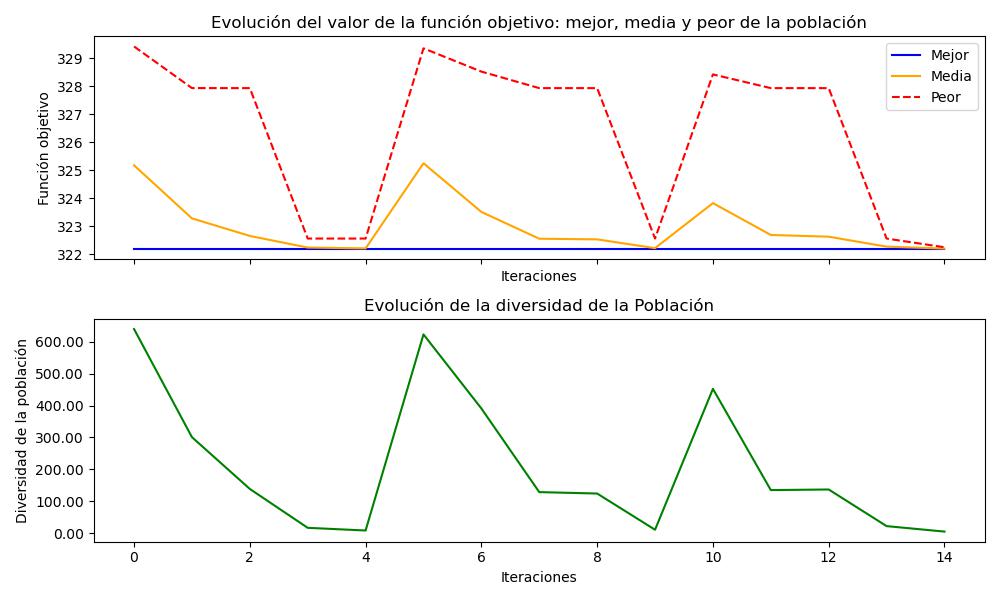 Evolución del valor de la función objetivo: mejor, media y peor de la población
Función objetivo
329
328
327
326
325
324
323
322
Mejor
Media
Peor
Iteraciones
Evolución de la diversidad de la Población
Diversidad de la población
600.00
500.00
400.00
300.00
200.00
100.00
0.00
0 2 4 6 8 10 12 14
Iteraciones